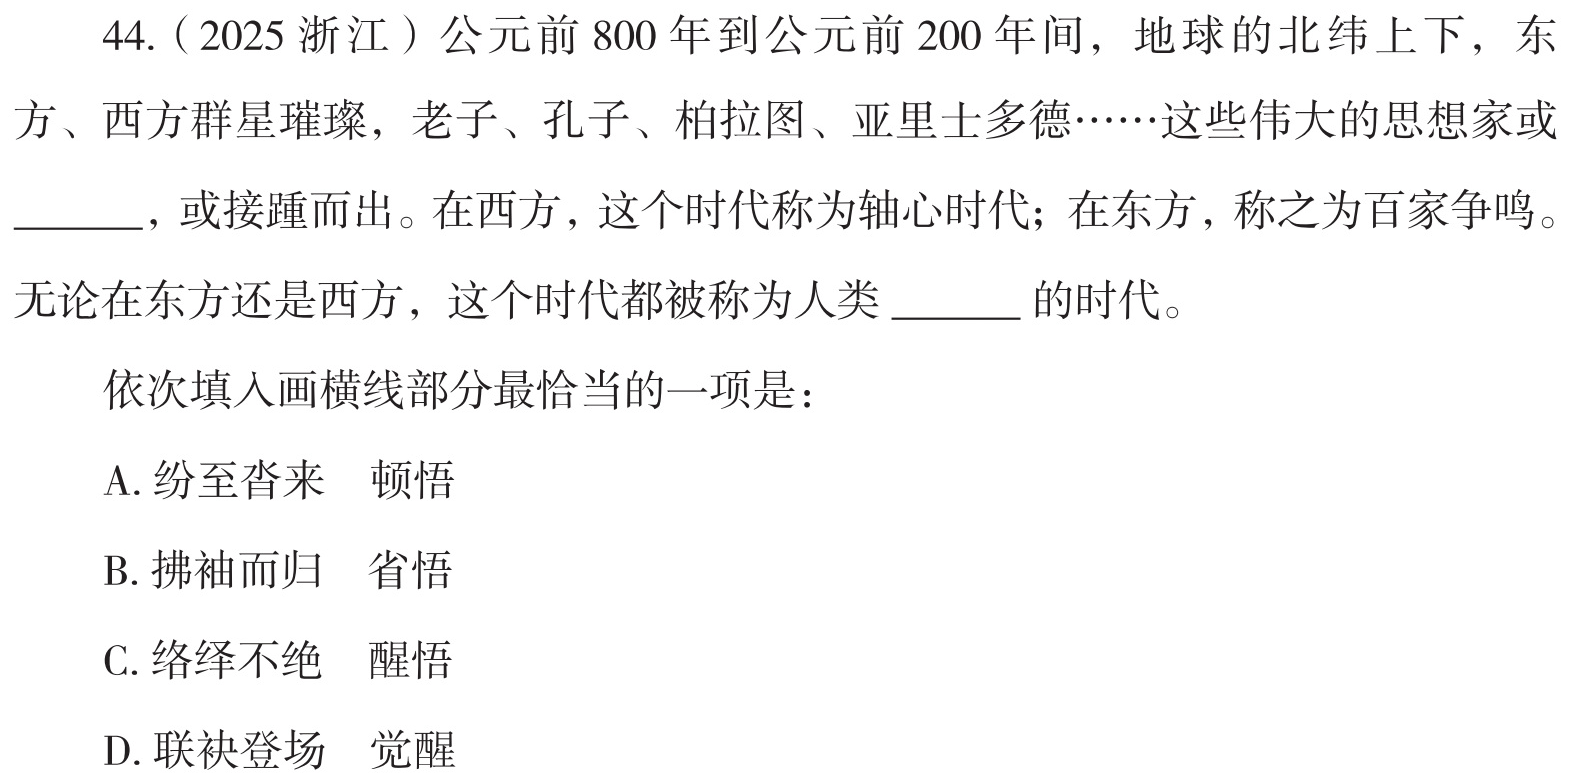 44.（2025 浙江）公元前 800 年到公元前 200 年间，地球的北纬上下，东
方、西方群星璀璨，老子、孔子、柏拉图、亚里士多德……这些伟大的思想家或
______，或接踵而出。在西方，这个时代称为轴心时代；在东方，称之为百家争鸣。
无论在东方还是西方，这个时代都被称为人类 ______ 的时代。
依次填入画横线部分最恰当的一项是：
A. 纷至沓来　顿悟
B. 拂袖而归　省悟
C. 络绎不绝　醒悟
D. 联袂登场　觉醒